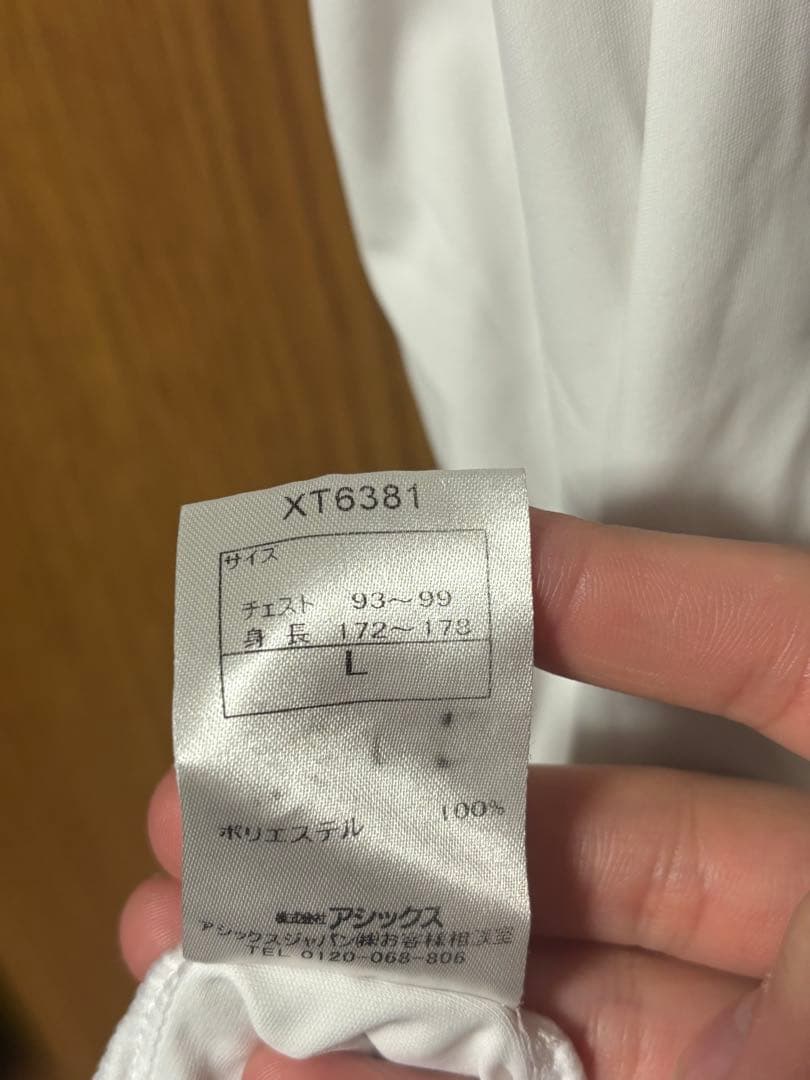 XT6381
サイズ
チェスト 93～99
身長 172～178
L
100%
ポリエステル
株式会社アシックス
アシックスジャパン(株)お客様相談室
TEL 0120-068-806